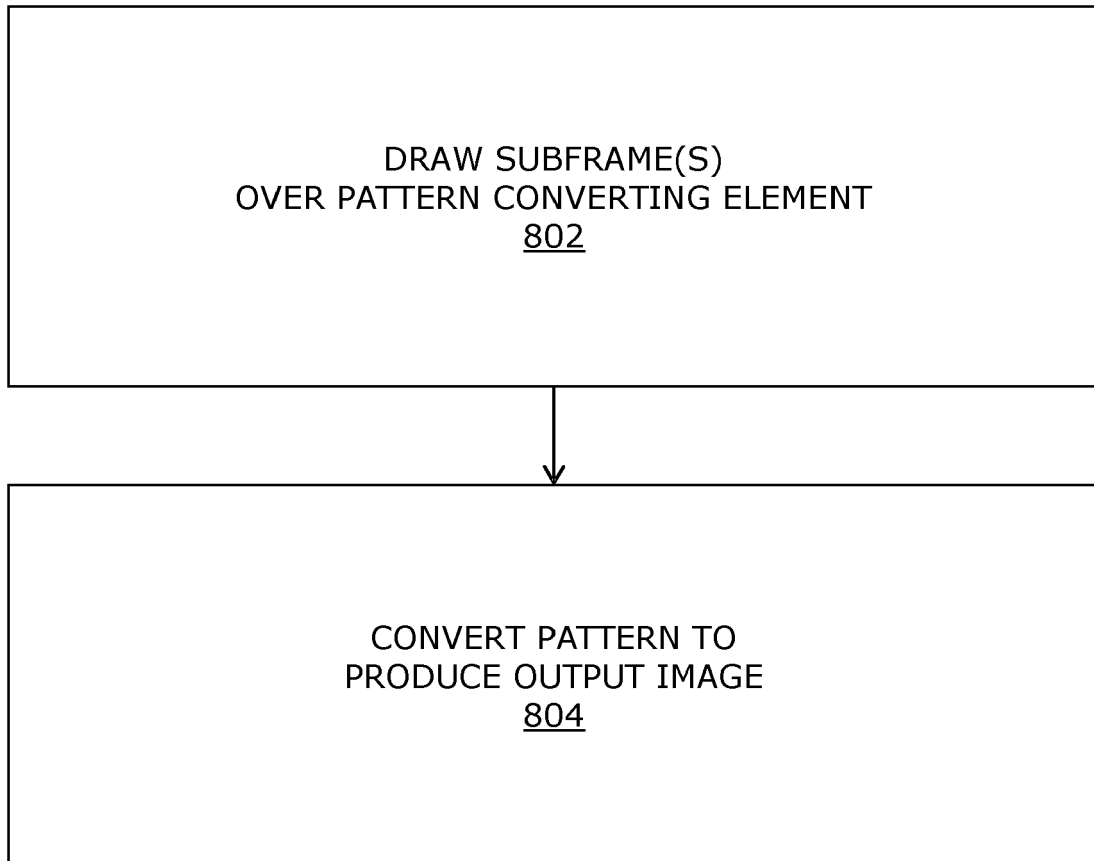 DRAW SUBFRAME(S)
OVER PATTERN CONVERTING ELEMENT
802
CONVERT PATTERN TO
PRODUCE OUTPUT IMAGE
804